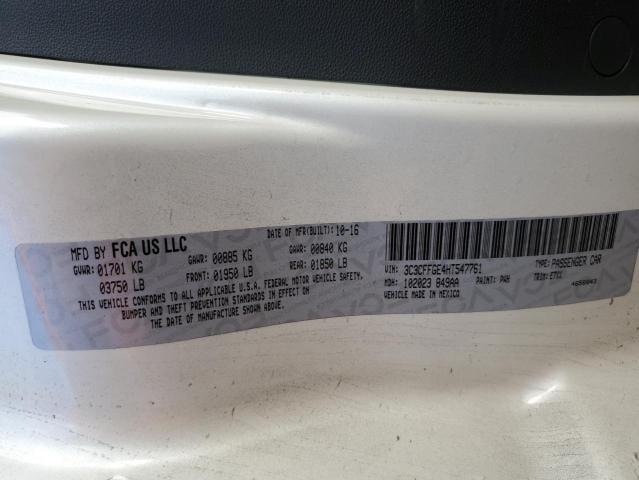 MFD BY FCA US LLC
DATE OF MFR(BUILT): 10-16
GVWR: 01701 KG
GAWR: 00885 KG
GAWR: 00840 KG
03750 LB
FRONT: 01950 LB
REAR: 01850 LB
THIS VEHICLE CONFORMS TO ALL APPLICABLE U.S.A. FEDERAL MOTOR VEHICLE SAFETY,
BUMPER AND THEFT PREVENTION STANDARDS IN EFFECT ON
THE DATE OF MANUFACTURE SHOWN ABOVE.
VIN: 3C3CFFGE4HT547761
TYPE: PASSENGER CAR
MDH: 102023 849AA
PAINT: PWH
TRIM:
VEHICLE MADE IN MEXICO